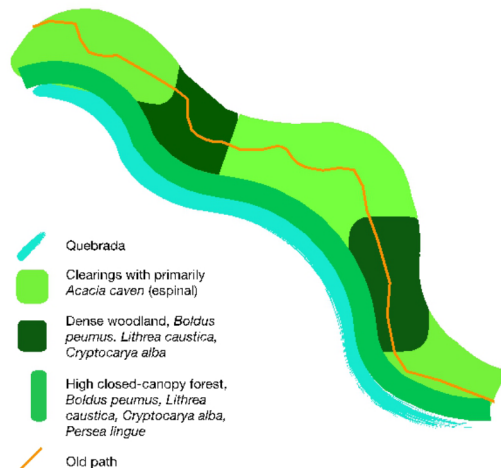 Quebrada
Clearings with primarily
Acacia caven (espinal)
Dense woodland, Boldus
peumus. Lithrea caustica,
Cryptocarya alba
High closed-canopy forest,
Boldus peumus, Lithrea
caustica, Cryptocarya alba,
Persea lingue
Old path